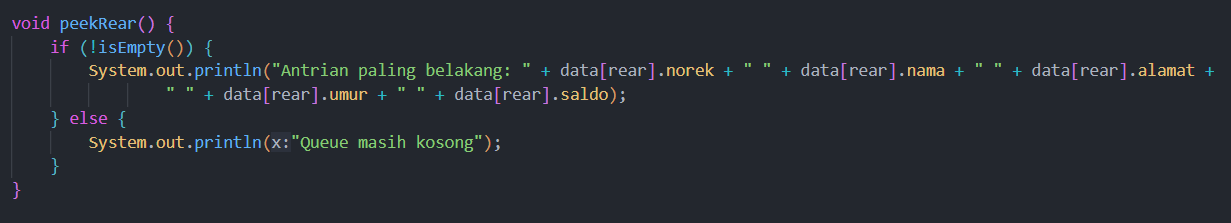 void peekRear() {
    if (!isEmpty()) {
        System.out.println("Antrian paling belakang: " + data[rear].norek + " " + data[rear].nama + " " + data[rear].alamat +
                " " + data[rear].umur + " " + data[rear].saldo);
    } else {
        System.out.println(x:"Queue masih kosong");
    }
}